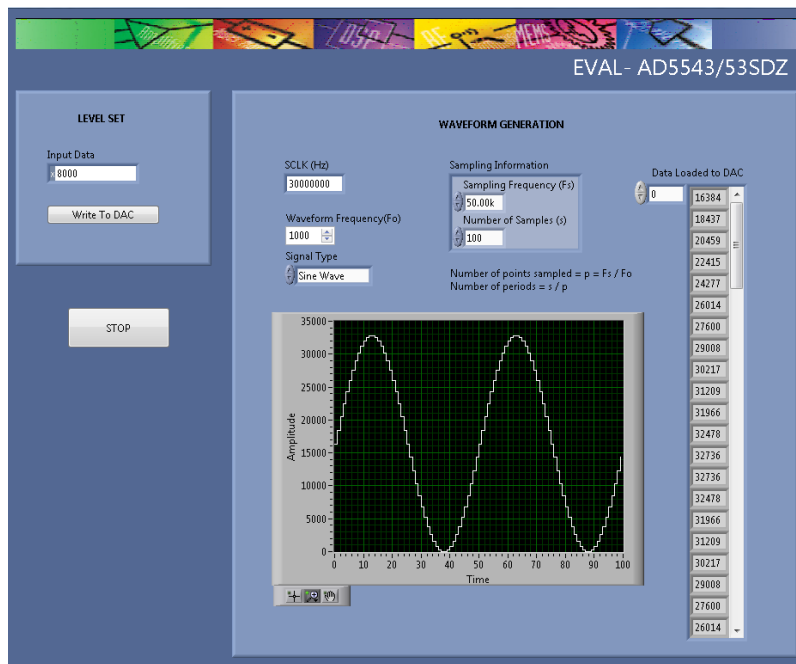 DSP
RF
MEMS
EVAL- AD5543/53SDZ
LEVEL SET
Input Data
x 8000
Write To DAC
STOP
WAVEFORM GENERATION
SCLK (Hz)
30000000
Waveform Frequency(Fo)
1000
Signal Type
Sine Wave
Sampling Information
Sampling Frequency (Fs)
50.00k
Number of Samples (s)
100
Number of points sampled = p = Fs / Fo
Number of periods = s / p
Data Loaded to DAC
0
16384
18437
20459
22415
24277
26014
27600
29008
30217
31209
31966
32478
32736
32736
32478
31966
31209
30217
29008
27600
26014
35000
30000
25000
20000
15000
10000
5000
0
Amplitude
0 10 20 30 40 50 60 70 80 90 100
Time